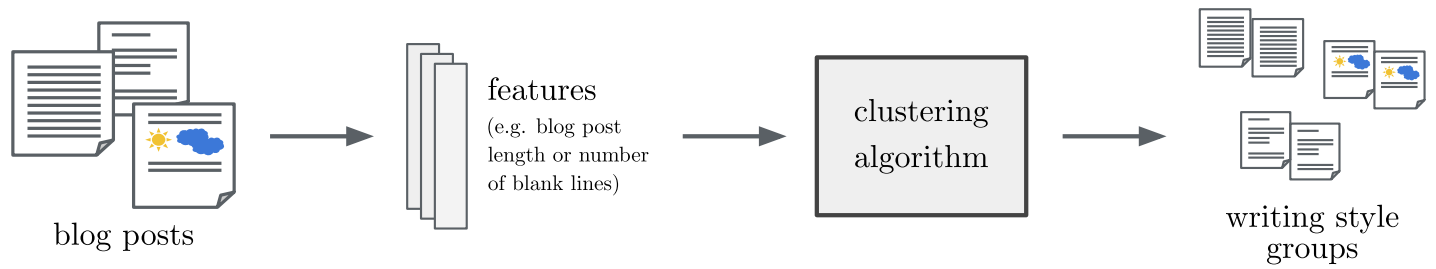 blog posts
features
(e.g. blog post
length or number
of blank lines)
clustering
algorithm
writing style
groups